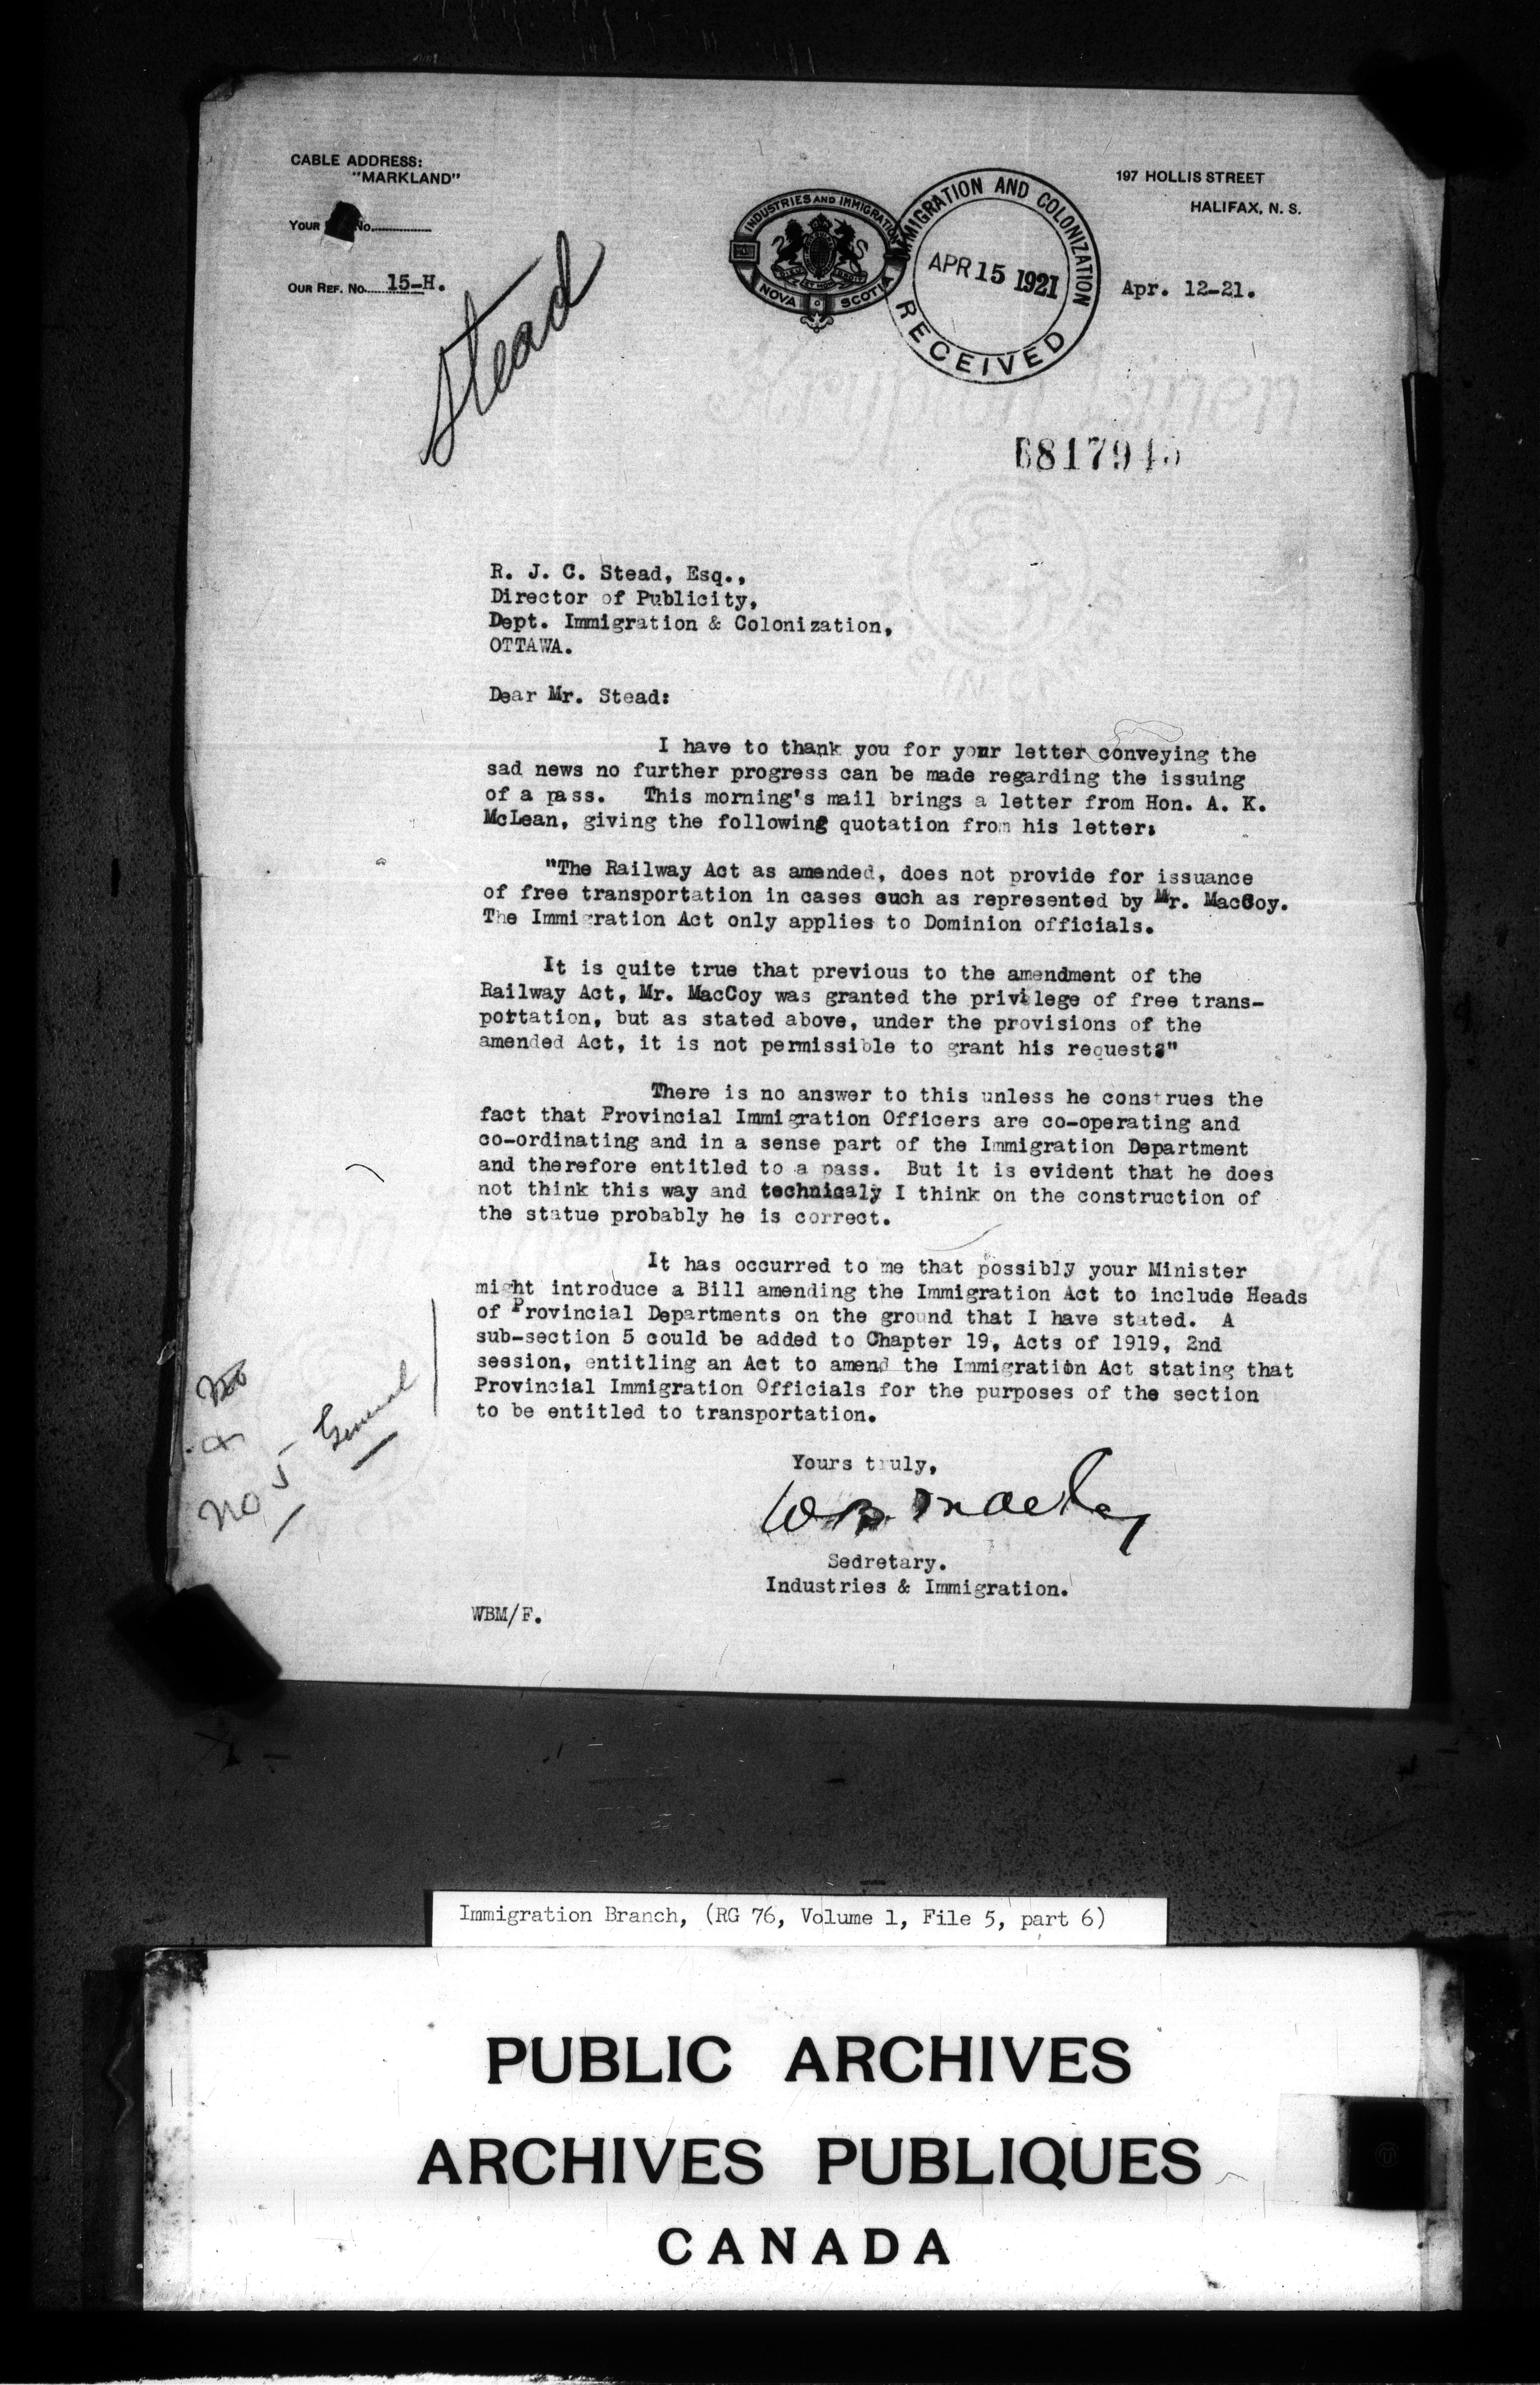 CABLE ADDRESS:
"MARKLAND"
YOUR No.
OUR REF. No. 15-H.
INDUSTRIES AND IMMIGRATION
NOVA SCOTIA
IMMIGRATION AND COLONIZATION
APR 15 1921
RECEIVED
197 HOLLIS STREET
HALIFAX, N. S.
Apr. 12-21.
Stead
R. J. C. Stead, Esq.,
Director of Publicity,
Dept. Immigration & Colonization,
OTTAWA.
Dear Mr. Stead:
I have to thank you for your letter conveying the
sad news no further progress can be made regarding the issuing
of a pass. This morning's mail brings a letter from Hon. A. K.
McLean, giving the following quotation from his letter:
"The Railway Act as amended, does not provide for issuance
of free transportation in cases such as represented by Mr. MacCoy.
The Immigration Act only applies to Dominion officials.
It is quite true that previous to the amendment of the
Railway Act, Mr. MacCoy was granted the privilege of free trans-
portation, but as stated above, under the provisions of the
amended Act, it is not permissible to grant his request."
There is no answer to this unless he construes the
fact that Provincial Immigration Officers are co-operating and
co-ordinating and in a sense part of the Immigration Department
and therefore entitled to a pass. But it is evident that he does
not think this way and technicaly I think on the construction of
the statue probably he is correct.
It has occurred to me that possibly your Minister
might introduce a Bill amending the Immigration Act to include Heads
of Provincial Departments on the ground that I have stated. A
sub-section 5 could be added to Chapter 19, Acts of 1919, 2nd
session, entitling an Act to amend the Immigration Act stating that
Provincial Immigration Officials for the purposes of the section
to be entitled to transportation.
No 5 General
Yours truly,
W B MacCoy
Sedretary.
Industries & Immigration.
WBM/F.
Immigration Branch, (RG 76, Volume 1, File 5, part 6)
PUBLIC ARCHIVES
ARCHIVES PUBLIQUES
CANADA